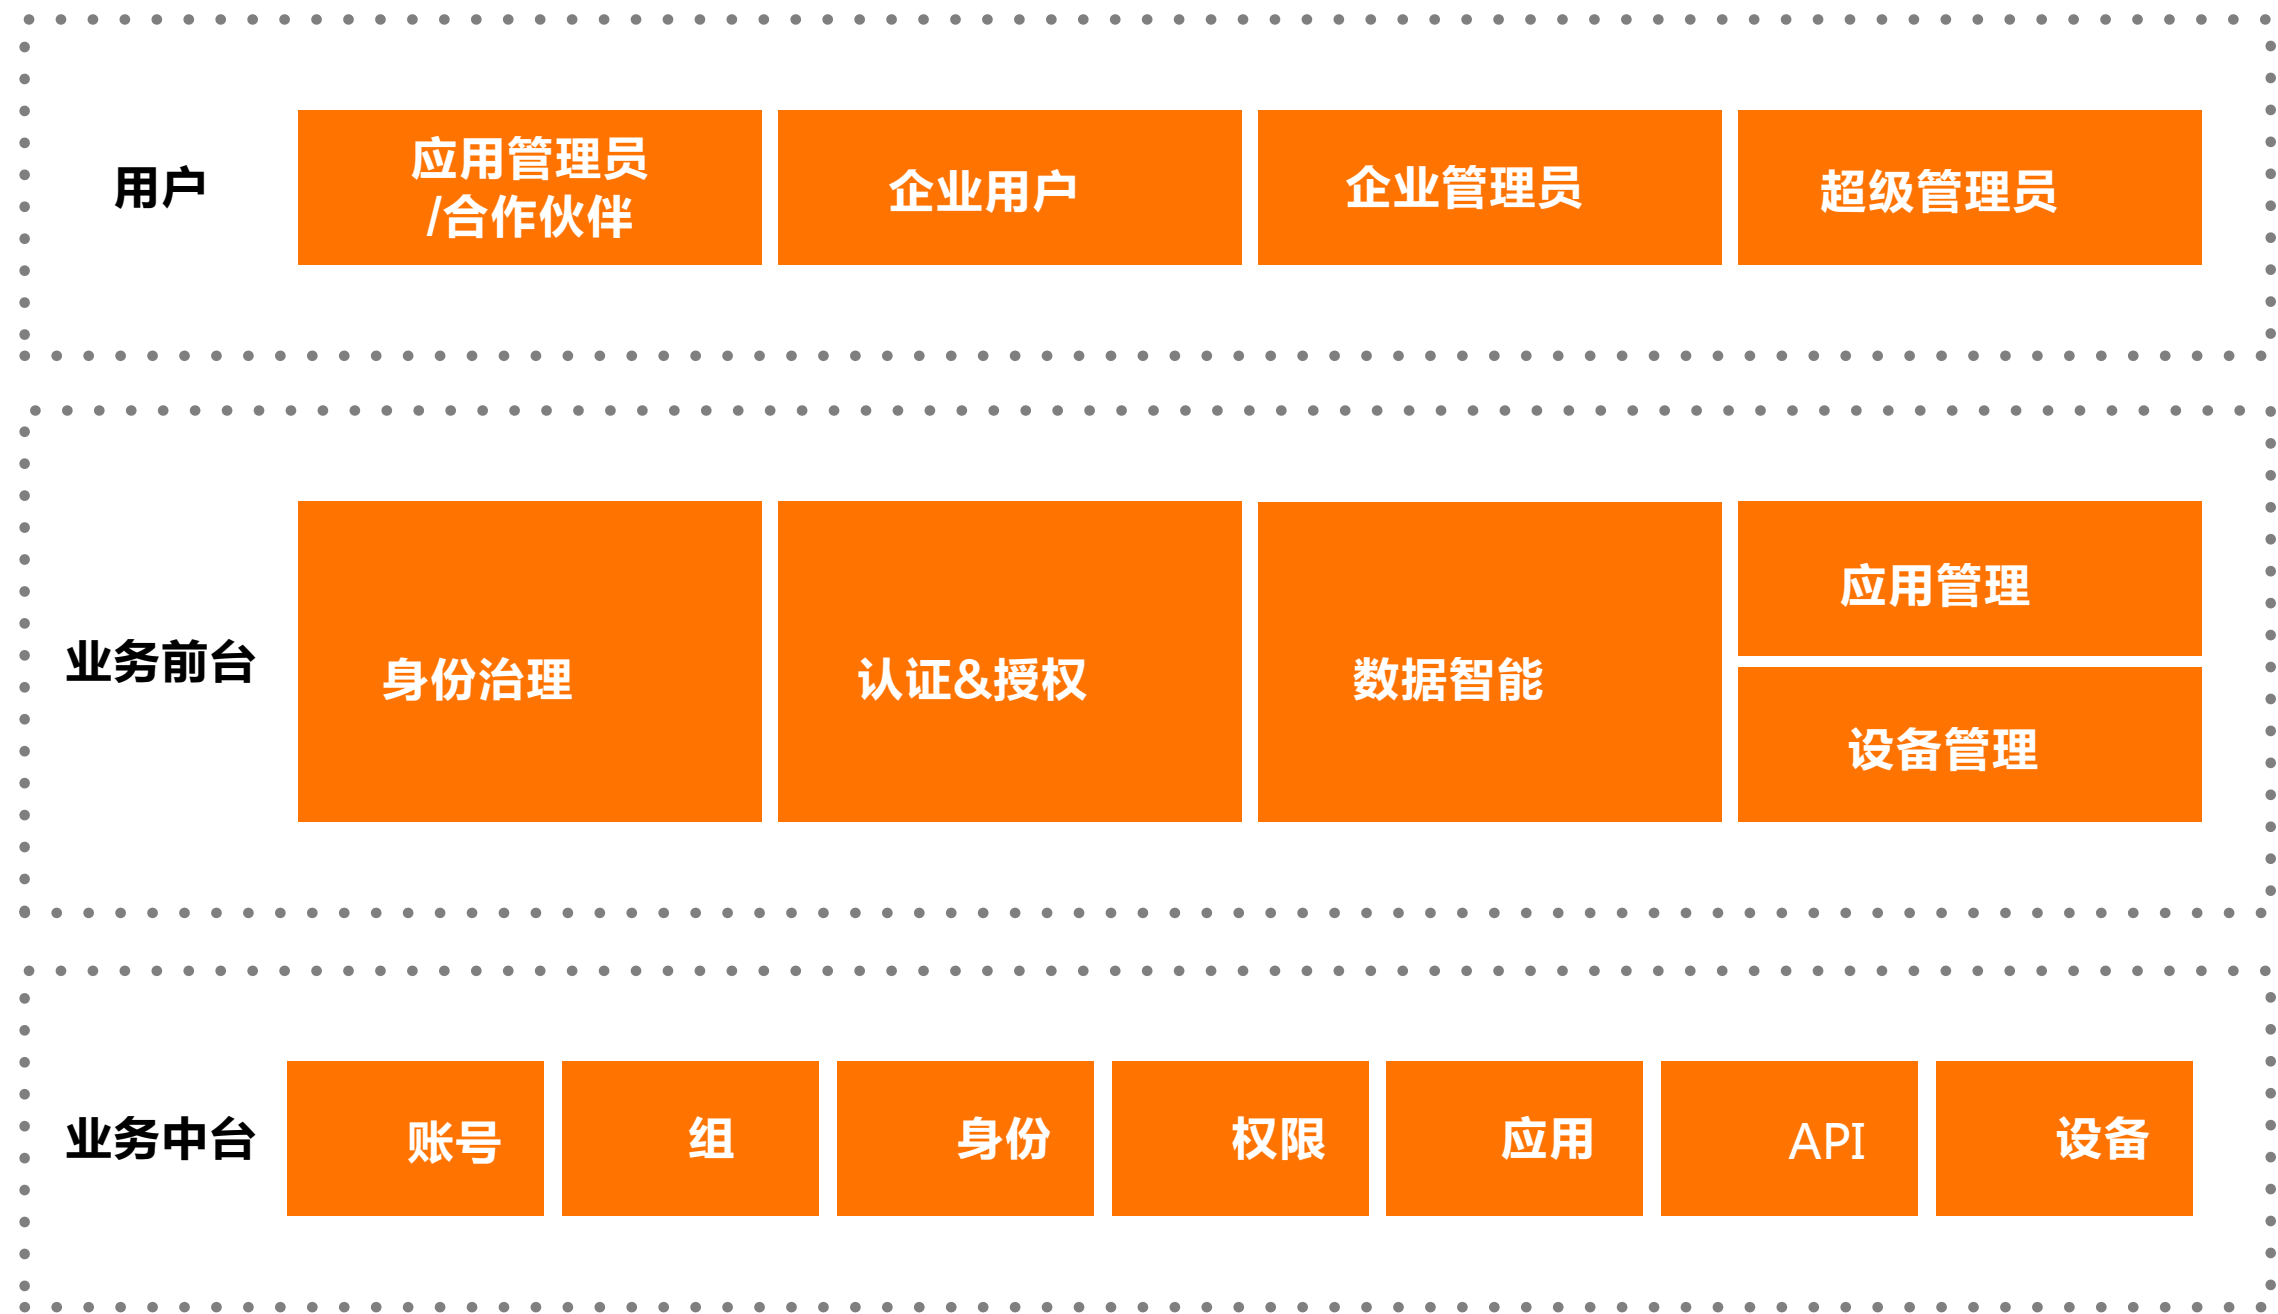 用户
应用管理员
/合作伙伴
企业用户
企业管理员
超级管理员
业务前台
身份治理
认证&授权
数据智能
应用管理
设备管理
业务中台
账号
组
身份
权限
应用
API
设备